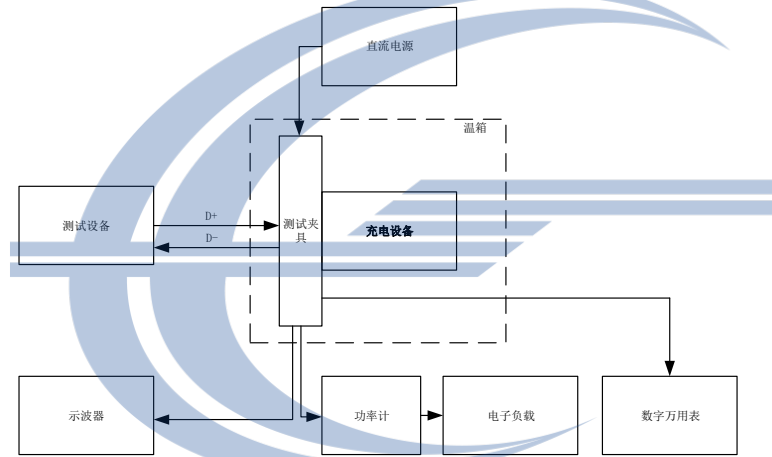 直流电源
温箱
测试设备
D+
D-
测试夹
具
充电设备
示波器
功率计
电子负载
数字万用表